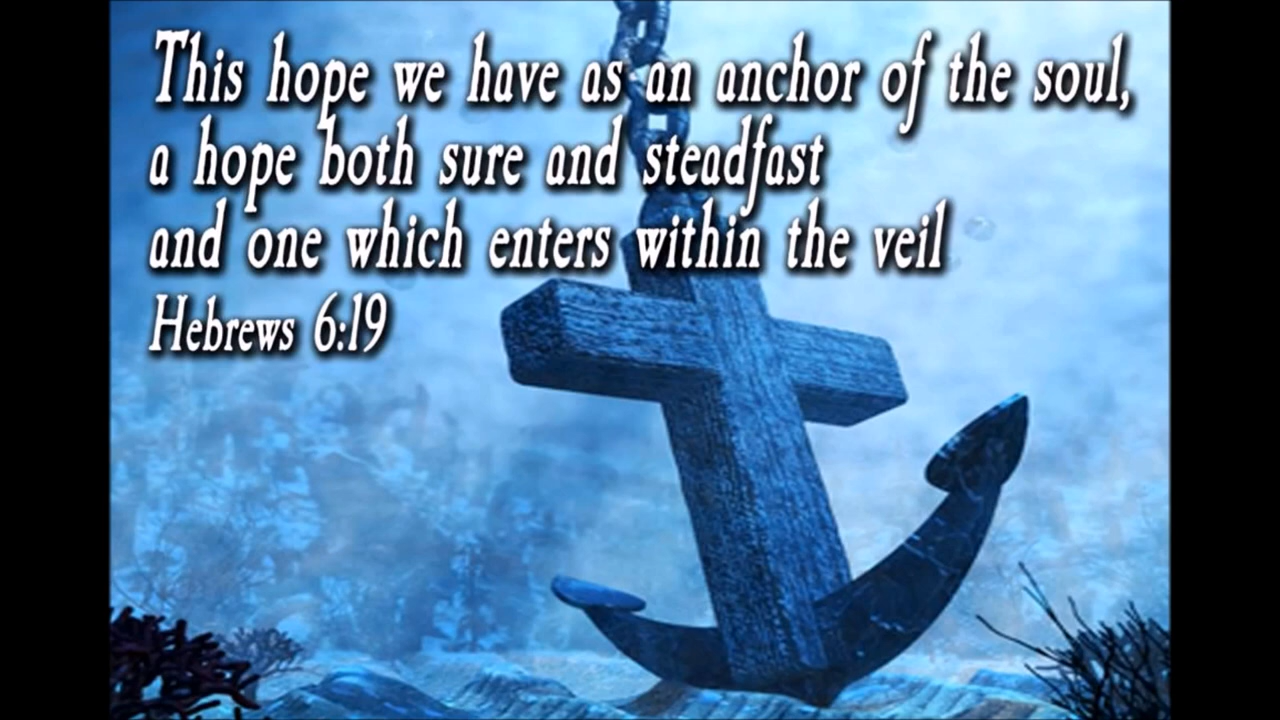 This hope we have as an anchor of the soul,
a hope both sure and steadfast
and one which enters within the veil
Hebrews 6:19